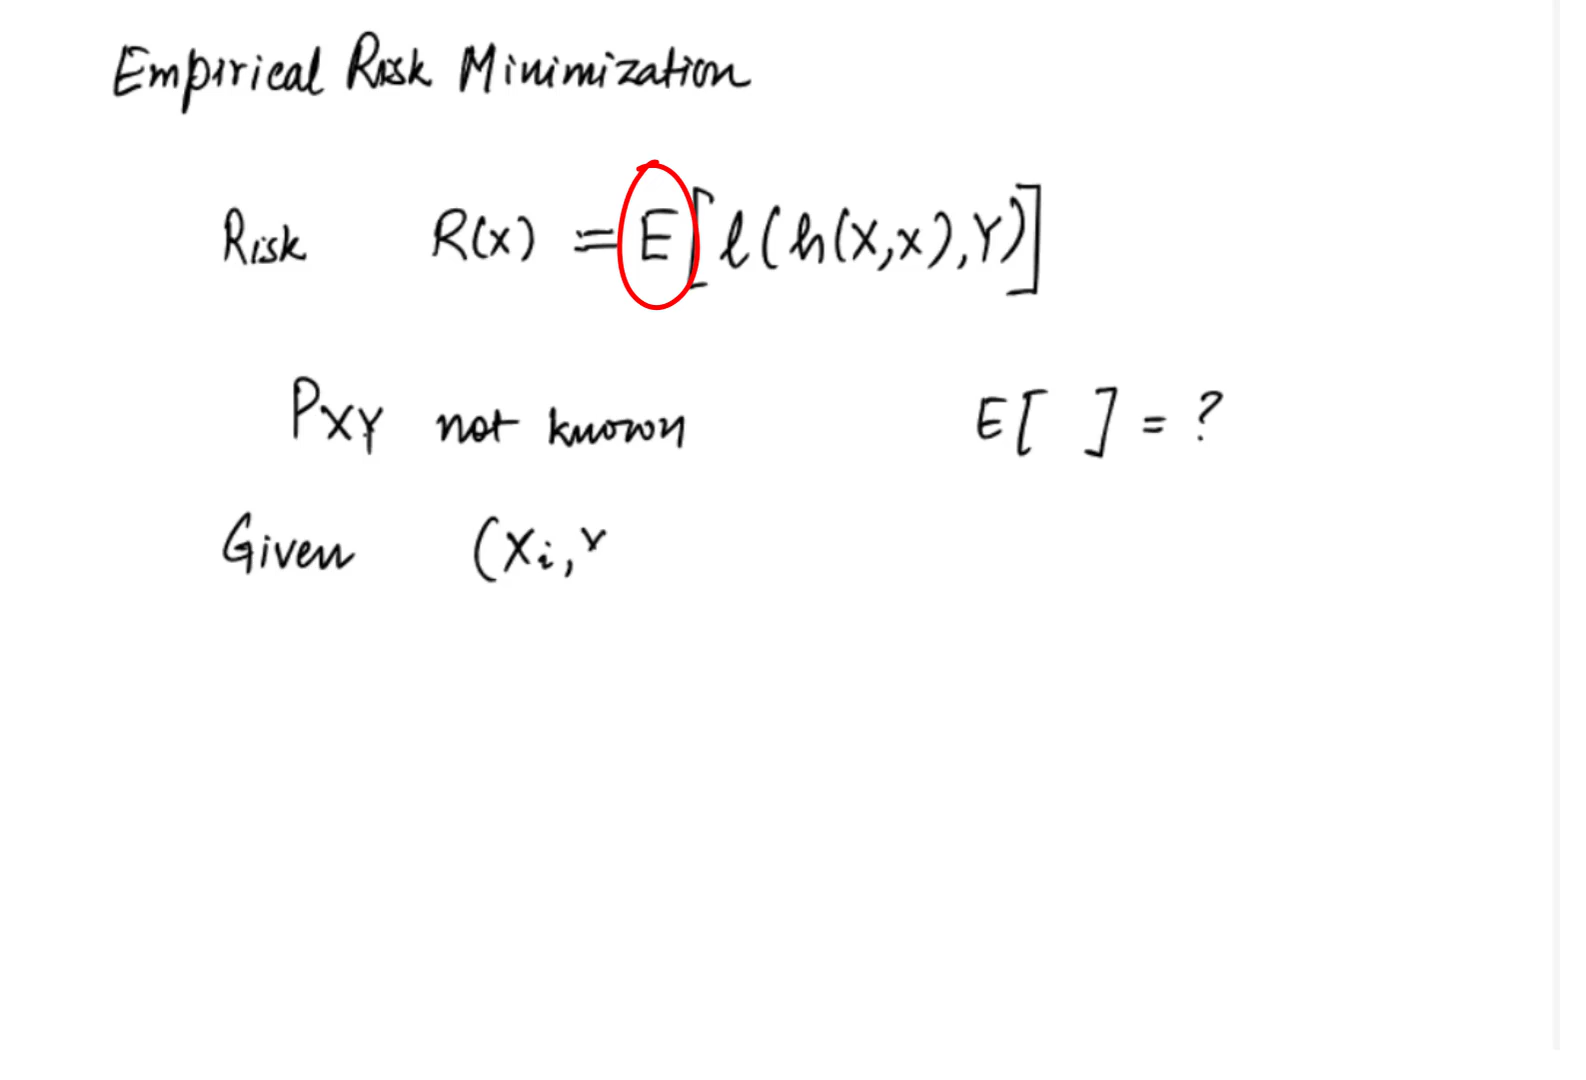 Empirical Risk Minimization
Risk R(x) = E[l(h(X,x),Y)]
PXY not known E[ ] = ?
Given (Xi,Y